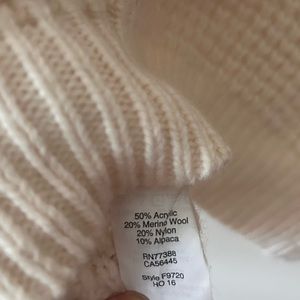 50% Acrylic
20% Merino Wool
20% Nylon
10% Alpaca
RN77388
CA56445
Style F9720
HO 16